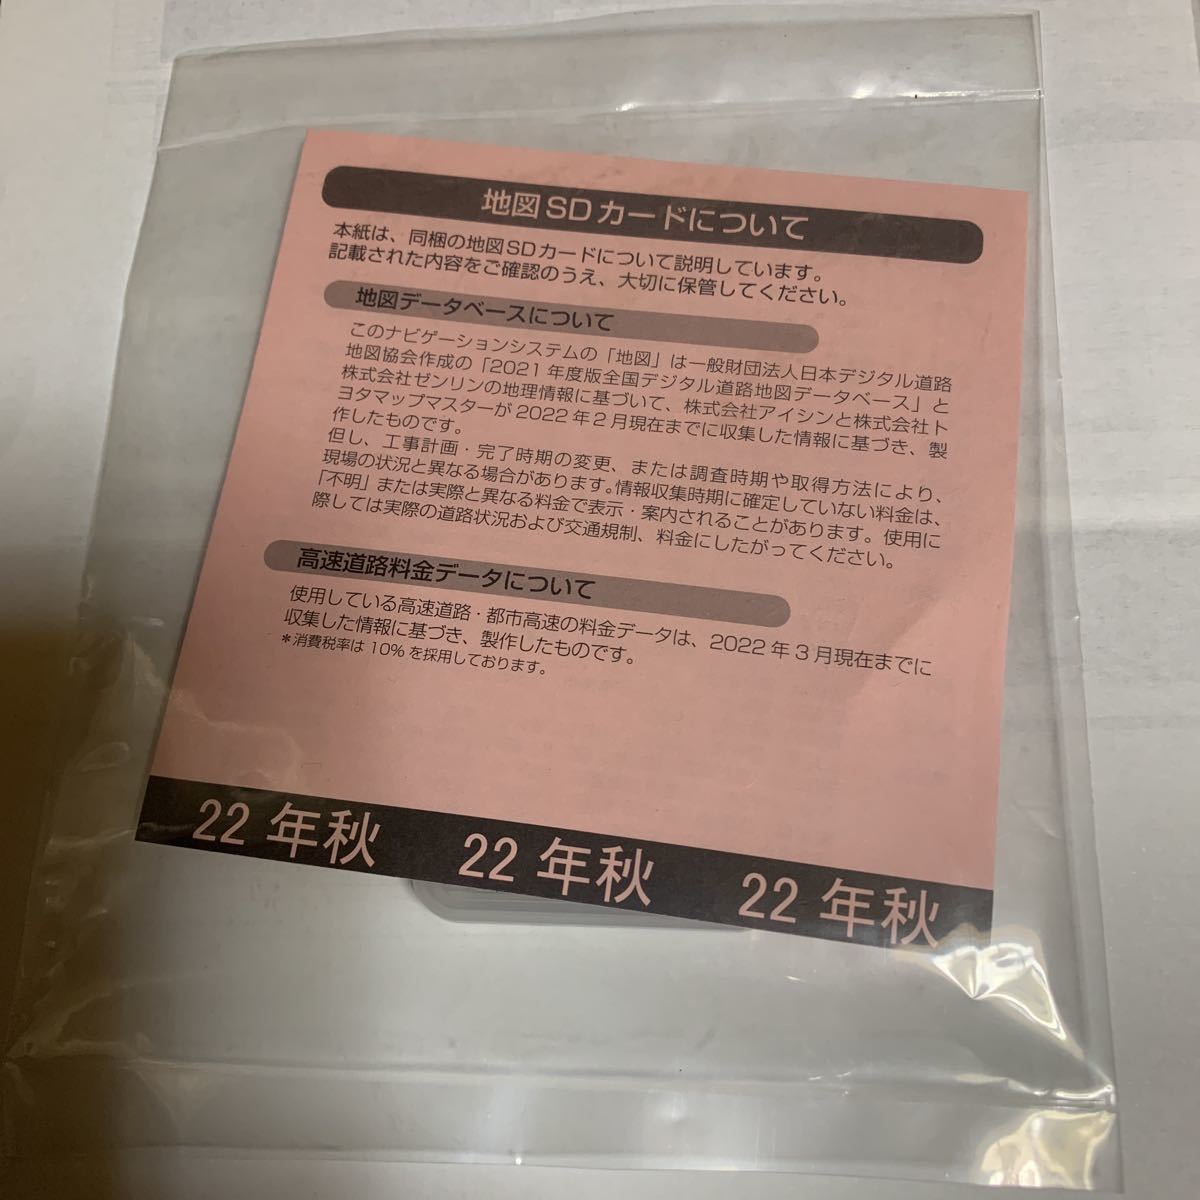 地図SDカードについて
本紙は、同梱の地図SDカードについて説明しています。
記載された内容をご確認のうえ、大切に保管してください。
地図データベースについて
このナビゲーションシステムの「地図」は一般財団法人日本デジタル道路
地図協会作成の「2021年度版全国デジタル道路地図データベース」と
株式会社ゼンリンの地理情報に基づいて、株式会社アイシンと株式会社ト
ヨタマップマスターが2022年2月現在までに収集した情報に基づき、製
作したものです。
但し、工事計画・完了時期の変更、または調査時期や取得方法により、
現場の状況と異なる場合があります。情報収集時期に確定していない料金は、
「不明」または実際と異なる料金で表示・案内されることがあります。使用に
際しては実際の道路状況および交通規制、料金にしたがってください。
高速道路料金データについて
使用している高速道路・都市高速の料金データは、2022年3月現在までに
収集した情報に基づき、製作したものです。
＊消費税率は10％を採用しております。
22年秋 22年秋 22年秋